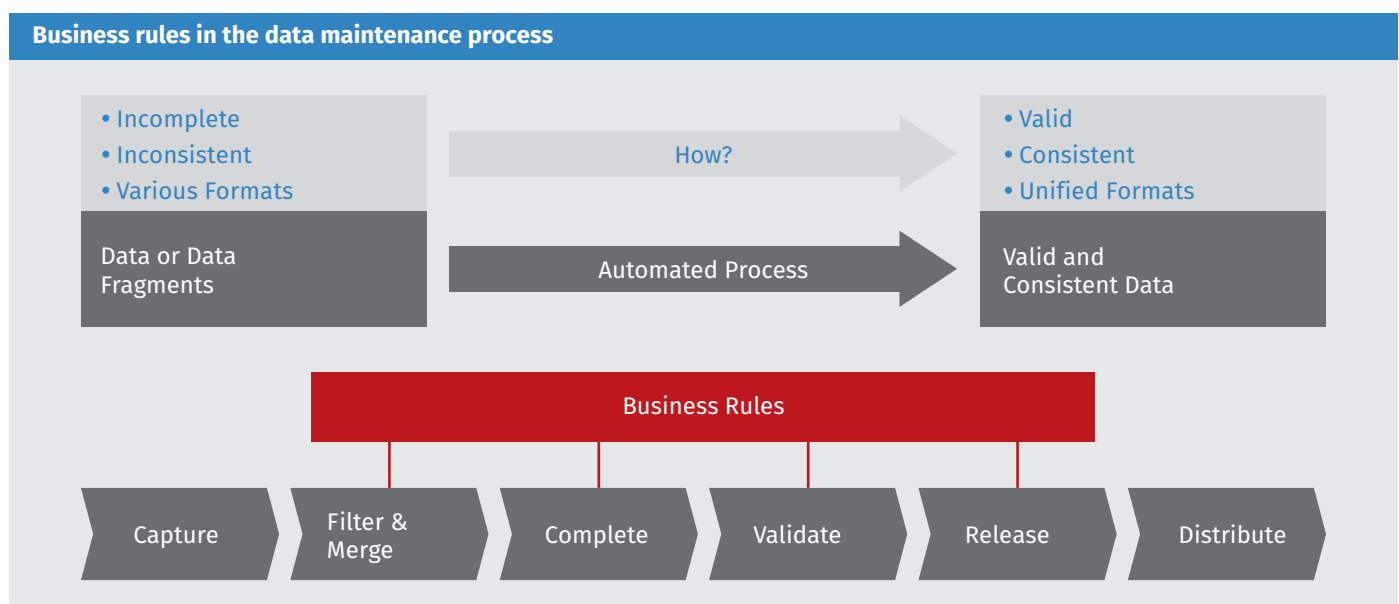 Business rules in the data maintenance process
• Incomplete
• Inconsistent
• Various Formats
Data or Data
Fragments
How?
Automated Process
• Valid
• Consistent
• Unified Formats
Valid and
Consistent Data
Business Rules
Capture
Filter &
Merge
Complete
Validate
Release
Distribute